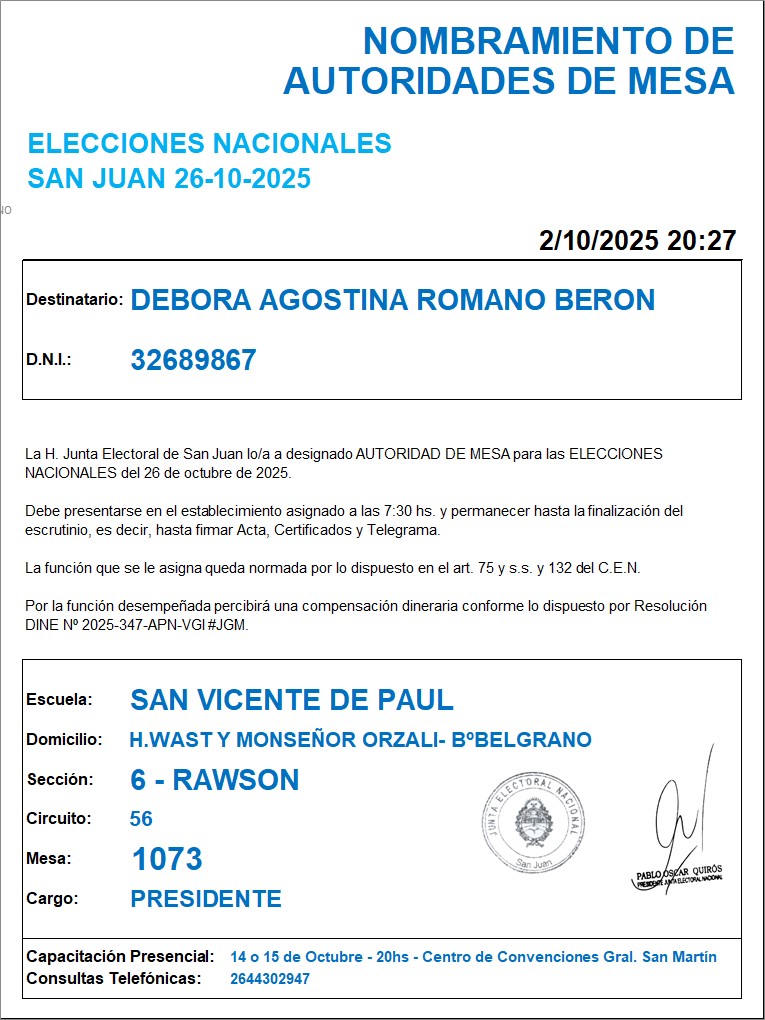 NOMBRAMIENTO DE
AUTORIDADES DE MESA
ELECCIONES NACIONALES
SAN JUAN 26-10-2025
NO
2/10/2025 20:27
Destinatario: DEBORA AGOSTINA ROMANO BERON
D.N.I.: 32689867
La H. Junta Electoral de San Juan lo/a a designado AUTORIDAD DE MESA para las ELECCIONES
NACIONALES del 26 de octubre de 2025.
Debe presentarse en el establecimiento asignado a las 7:30 hs. y permanecer hasta la finalización del
escrutinio, es decir, hasta firmar Acta, Certificados y Telegrama.
La función que se le asigna queda normada por lo dispuesto en el art. 75 y s.s. y 132 del C.E.N.
Por la función desempeñada percibirá una compensación dineraria conforme lo dispuesto por Resolución
DINE Nº 2025-347-APN-VGI#JGM.
Escuela: SAN VICENTE DE PAUL
Domicilio: H.WAST Y MONSEÑOR ORZALI- BºBELGRANO
Sección: 6 - RAWSON
Circuito: 56
Mesa: 1073
Cargo: PRESIDENTE
JUNTA ELECTORAL NACIONAL
San Juan
PABLO OSCAR QUIRÓS
PRESIDENTE JUNTA ELECTORAL NACIONAL
Capacitación Presencial: 14 o 15 de Octubre - 20hs - Centro de Convenciones Gral. San Martín
Consultas Telefónicas: 2644302947